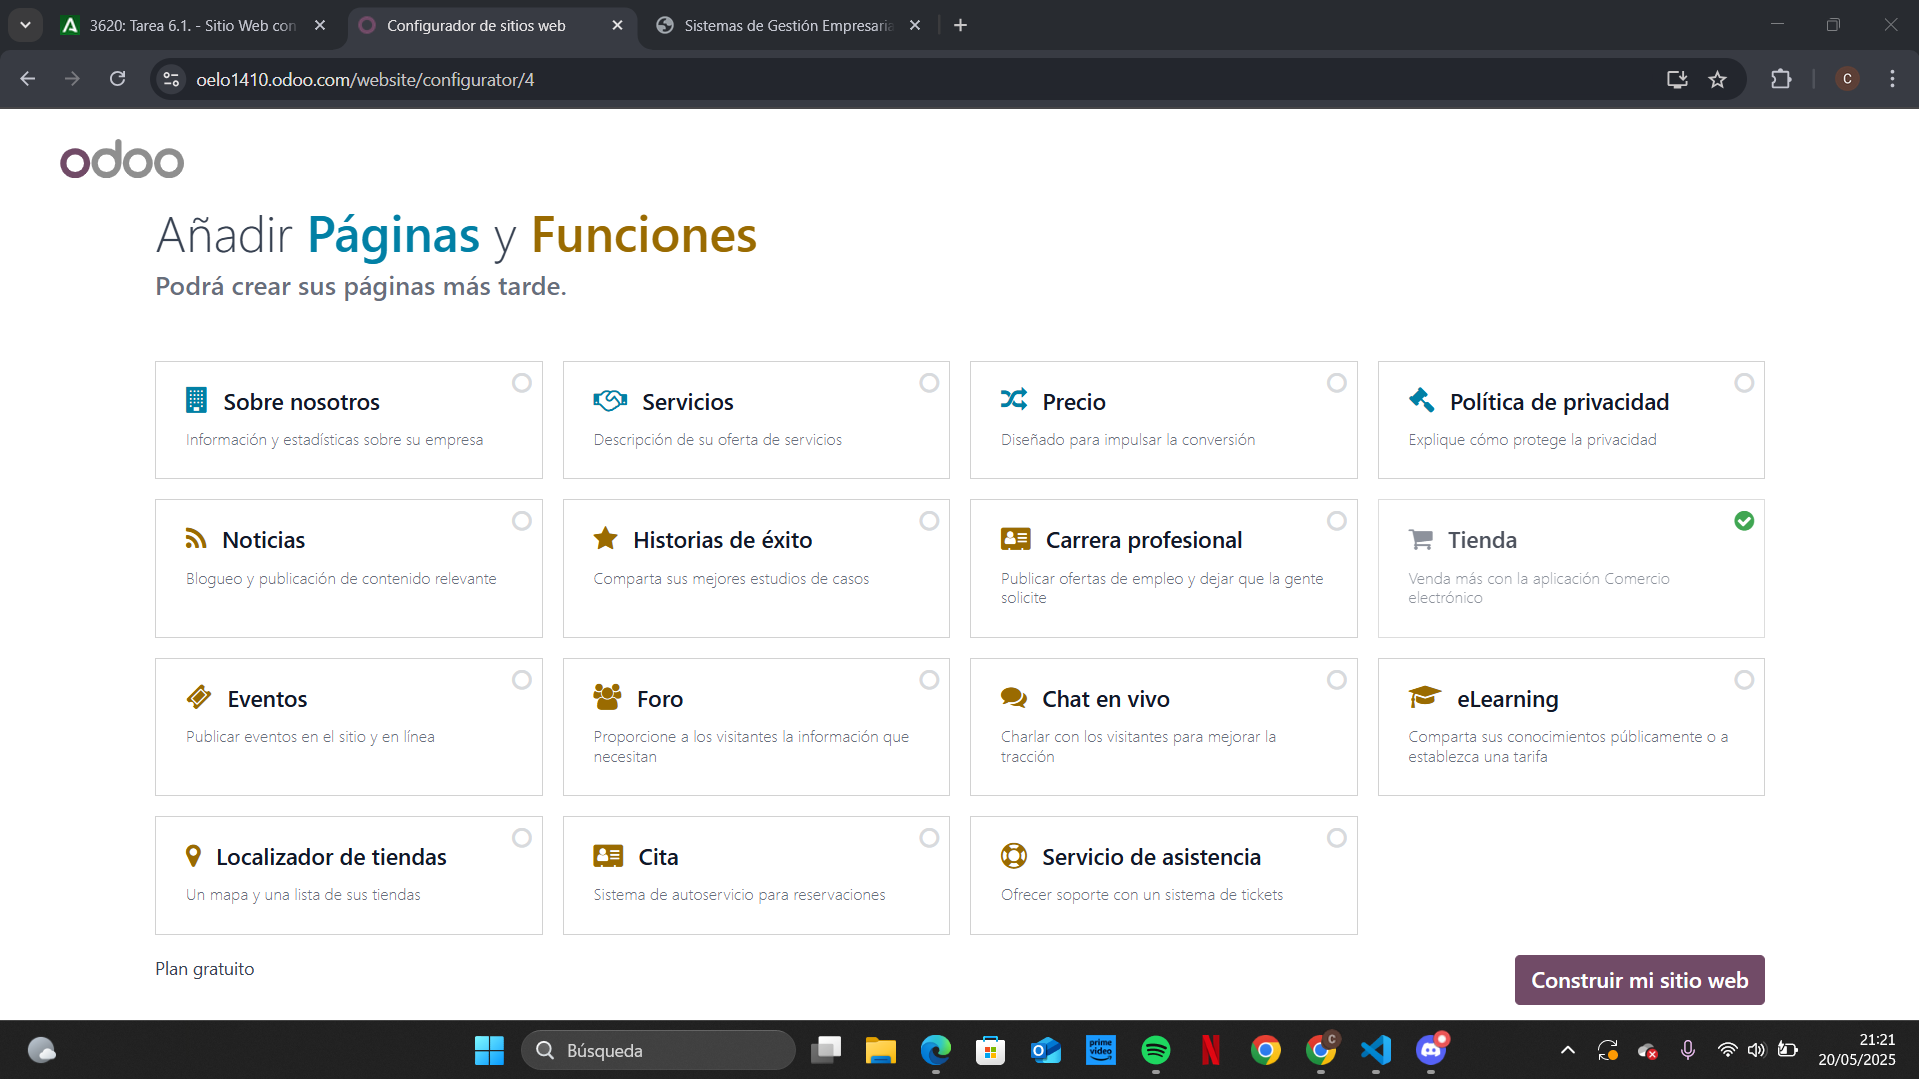 3620: Tarea 6.1. - Sitio Web con
Configurador de sitios web
Sistemas de Gestión Empresaria
oelo1410.odoo.com/website/configurator/4
C
odoo
Añadir Páginas y Funciones
Podrá crear sus páginas más tarde.
Sobre nosotros
Información y estadísticas sobre su empresa
Servicios
Descripción de su oferta de servicios
Precio
Diseñado para impulsar la conversión
Política de privacidad
Explique cómo protege la privacidad
Noticias
Blogueo y publicación de contenido relevante
Historias de éxito
Comparta sus mejores estudios de casos
Carrera profesional
Publicar ofertas de empleo y dejar que la gente
solicite
Tienda
Venda más con la aplicación Comercio
electrónico
Eventos
Publicar eventos en el sitio y en línea
Foro
Proporcione a los visitantes la información que
necesitan
Chat en vivo
Charlar con los visitantes para mejorar la
tracción
eLearning
Comparta sus conocimientos públicamente o a
establezca una tarifa
Localizador de tiendas
Un mapa y una lista de sus tiendas
Cita
Sistema de autoservicio para reservaciones
Servicio de asistencia
Ofrecer soporte con un sistema de tickets
Plan gratuito
Construir mi sitio web
Búsqueda
prime
video
C
21:21
20/05/2025